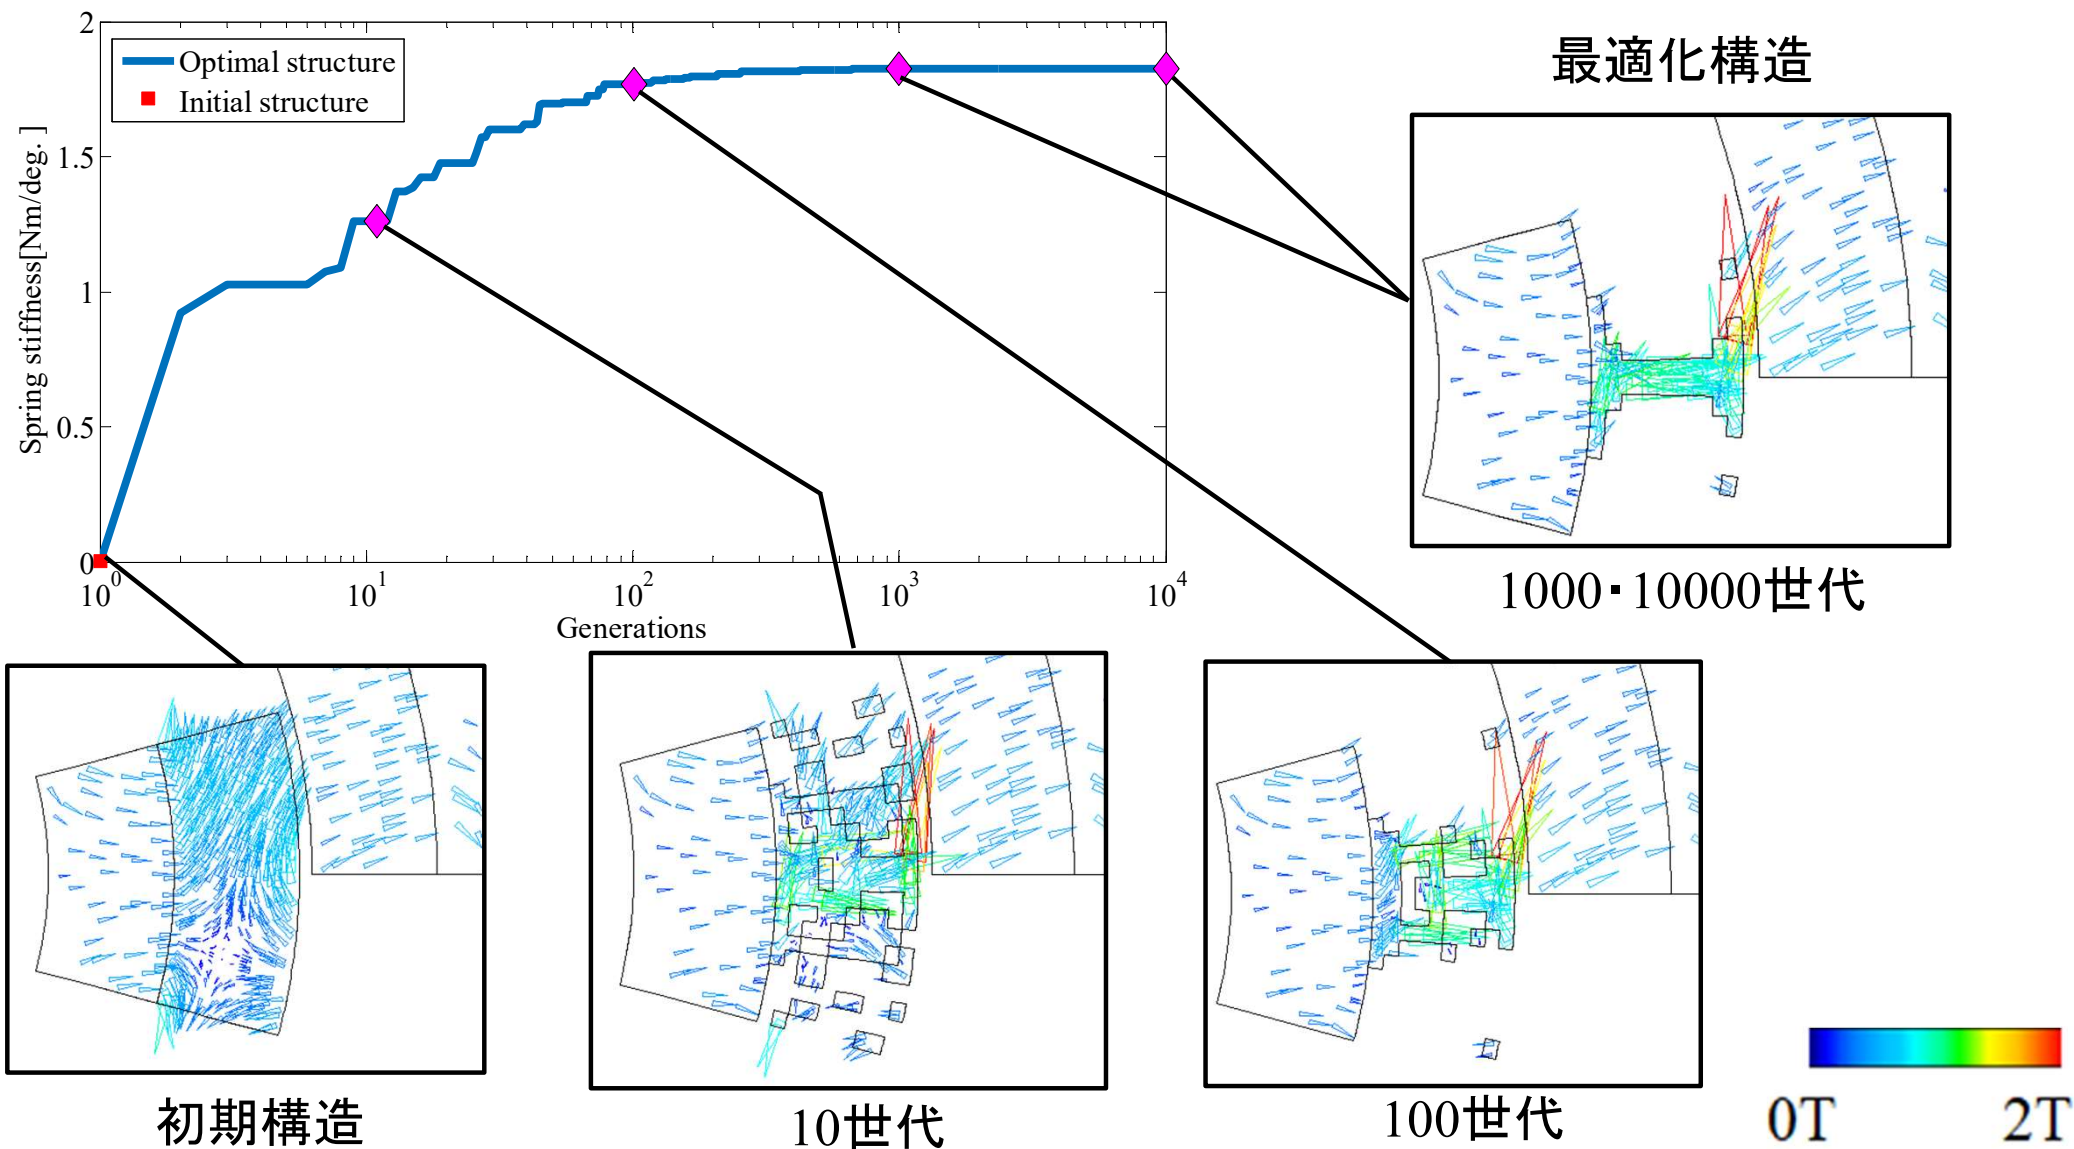 2
Optimal structure
Initial structure
最適化構造
Spring stiffness[Nm/deg. ]
1.5
1
0.5
0
10^0
10^1
10^2
10^3
10^4
Generations
1000・10000世代
初期構造
10世代
100世代
0T
2T